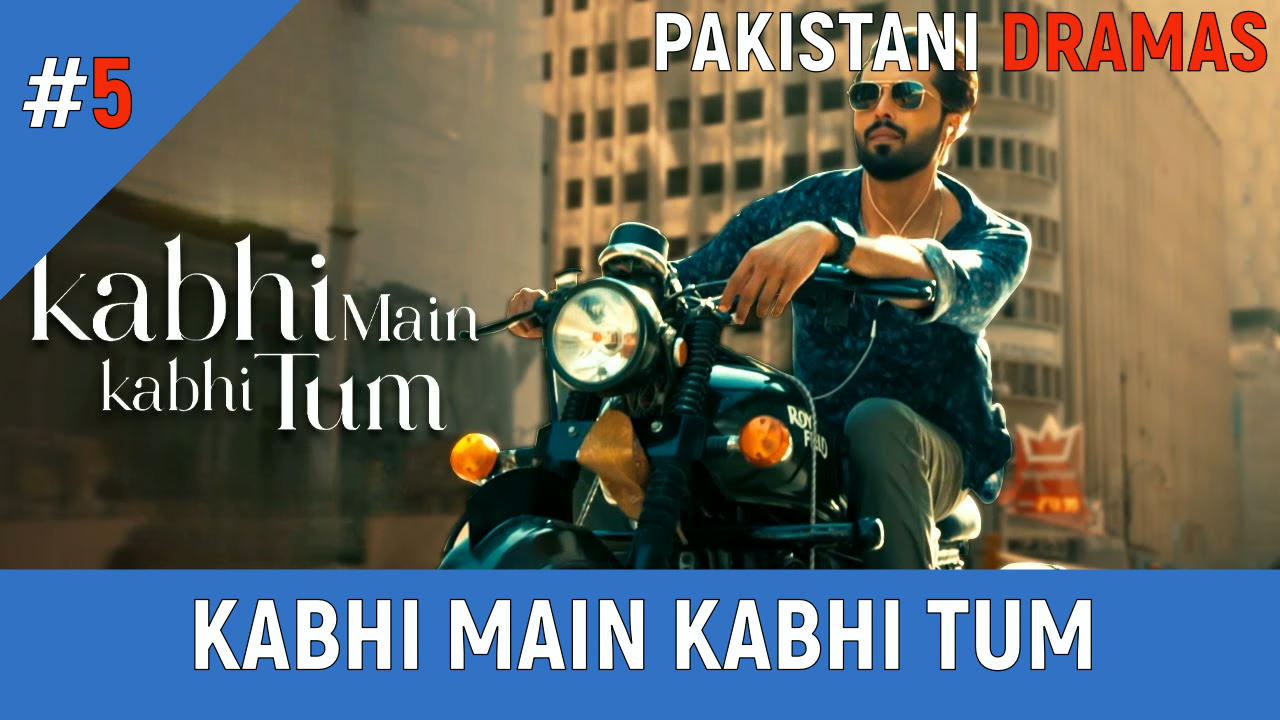 PAKISTANI DRAMAS
#5
kabhi Main
kabhi Tum
KABHI MAIN KABHI TUM